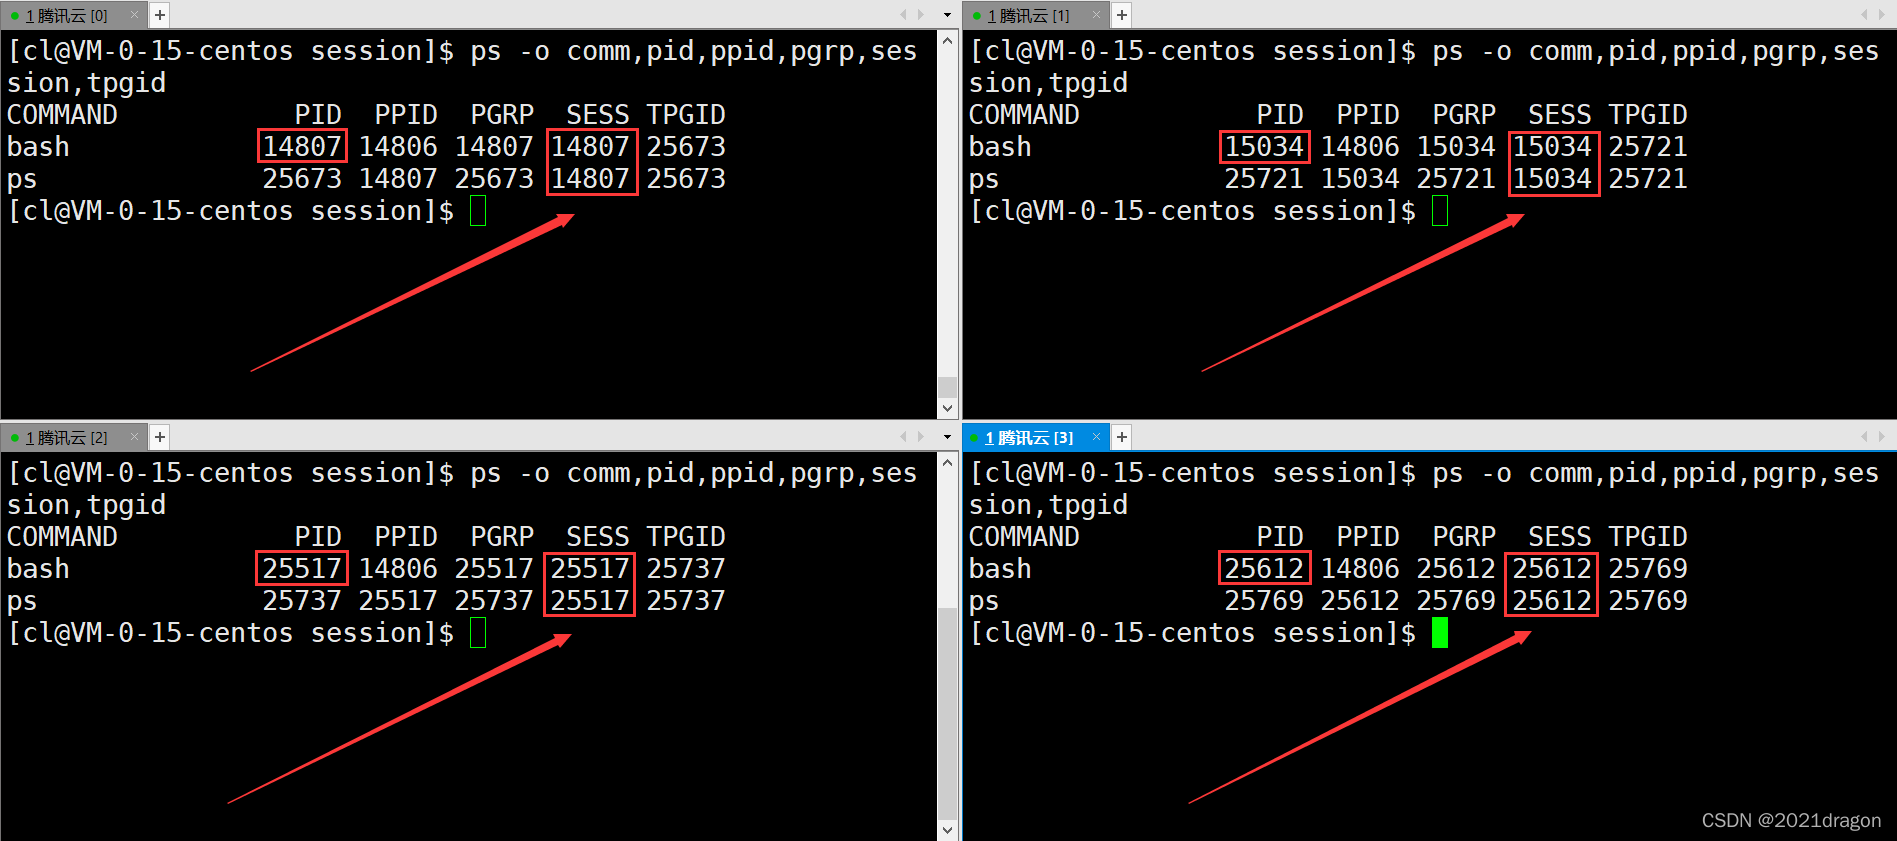 1 腾讯云 [0]
[cl@VM-0-15-centos session]$ ps -o comm,pid,ppid,pgrp,ses
sion,tpgid
COMMAND PID PPID PGRP SESS TPGID
bash 14807 14806 14807 14807 25673
ps 25673 14807 25673 14807 25673
[cl@VM-0-15-centos session]$
1 腾讯云 [1]
[cl@VM-0-15-centos session]$ ps -o comm,pid,ppid,pgrp,ses
sion,tpgid
COMMAND PID PPID PGRP SESS TPGID
bash 15034 14806 15034 15034 25721
ps 25721 15034 25721 15034 25721
[cl@VM-0-15-centos session]$
1 腾讯云 [2]
[cl@VM-0-15-centos session]$ ps -o comm,pid,ppid,pgrp,ses
sion,tpgid
COMMAND PID PPID PGRP SESS TPGID
bash 25517 14806 25517 25517 25737
ps 25737 25517 25737 25517 25737
[cl@VM-0-15-centos session]$
1 腾讯云 [3]
[cl@VM-0-15-centos session]$ ps -o comm,pid,ppid,pgrp,ses
sion,tpgid
COMMAND PID PPID PGRP SESS TPGID
bash 25612 14806 25612 25612 25769
ps 25769 25612 25769 25612 25769
[cl@VM-0-15-centos session]$
CSDN @2021dragon